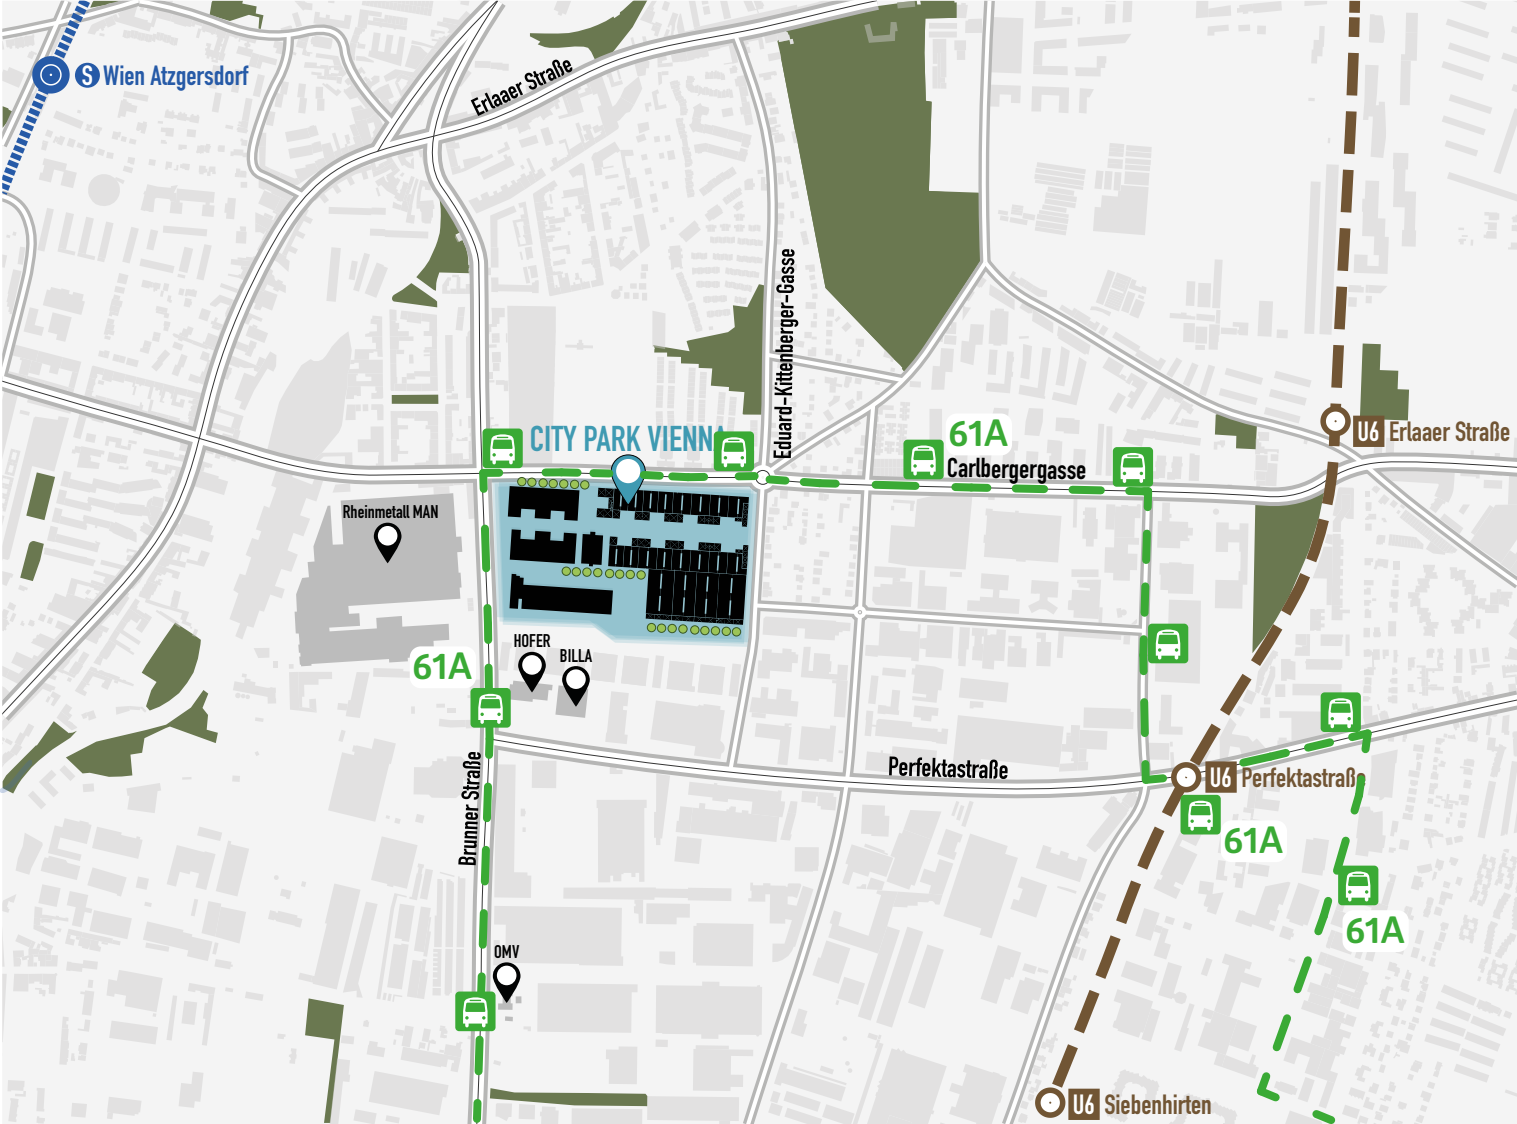 S Wien Atzgersdorf
Erlaaer Straße
Eduard-Kittenberger-Gasse
CITY PARK VIENNA
61A
Carlbergergasse
U6 Erlaaer Straße
Rheinmetall MAN
HOFER
BILLA
61A
Brunner Straße
Perfektastraße
U6 Perfektastraße
61A
61A
OMV
U6 Siebenhirten